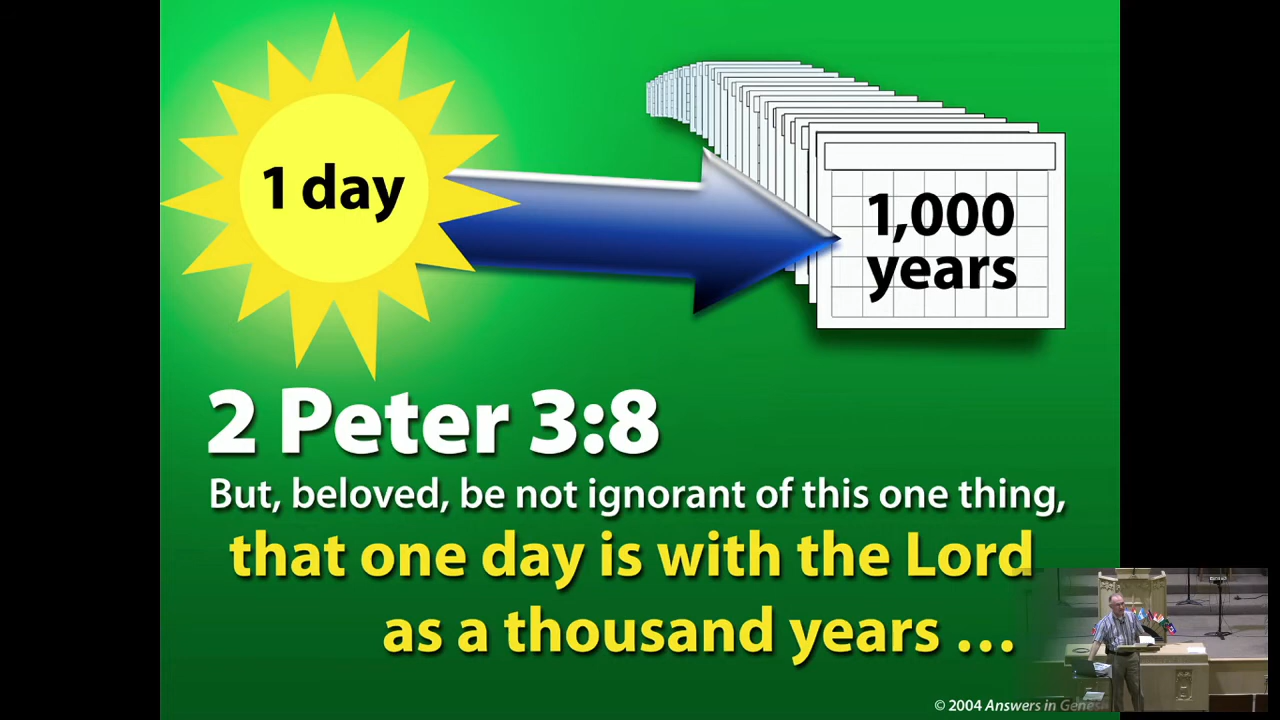 1 day
1,000
years
2 Peter 3:8
But, beloved, be not ignorant of this one thing,
that one day is with the Lord
as a thousand years ...
© 2004 Answers in